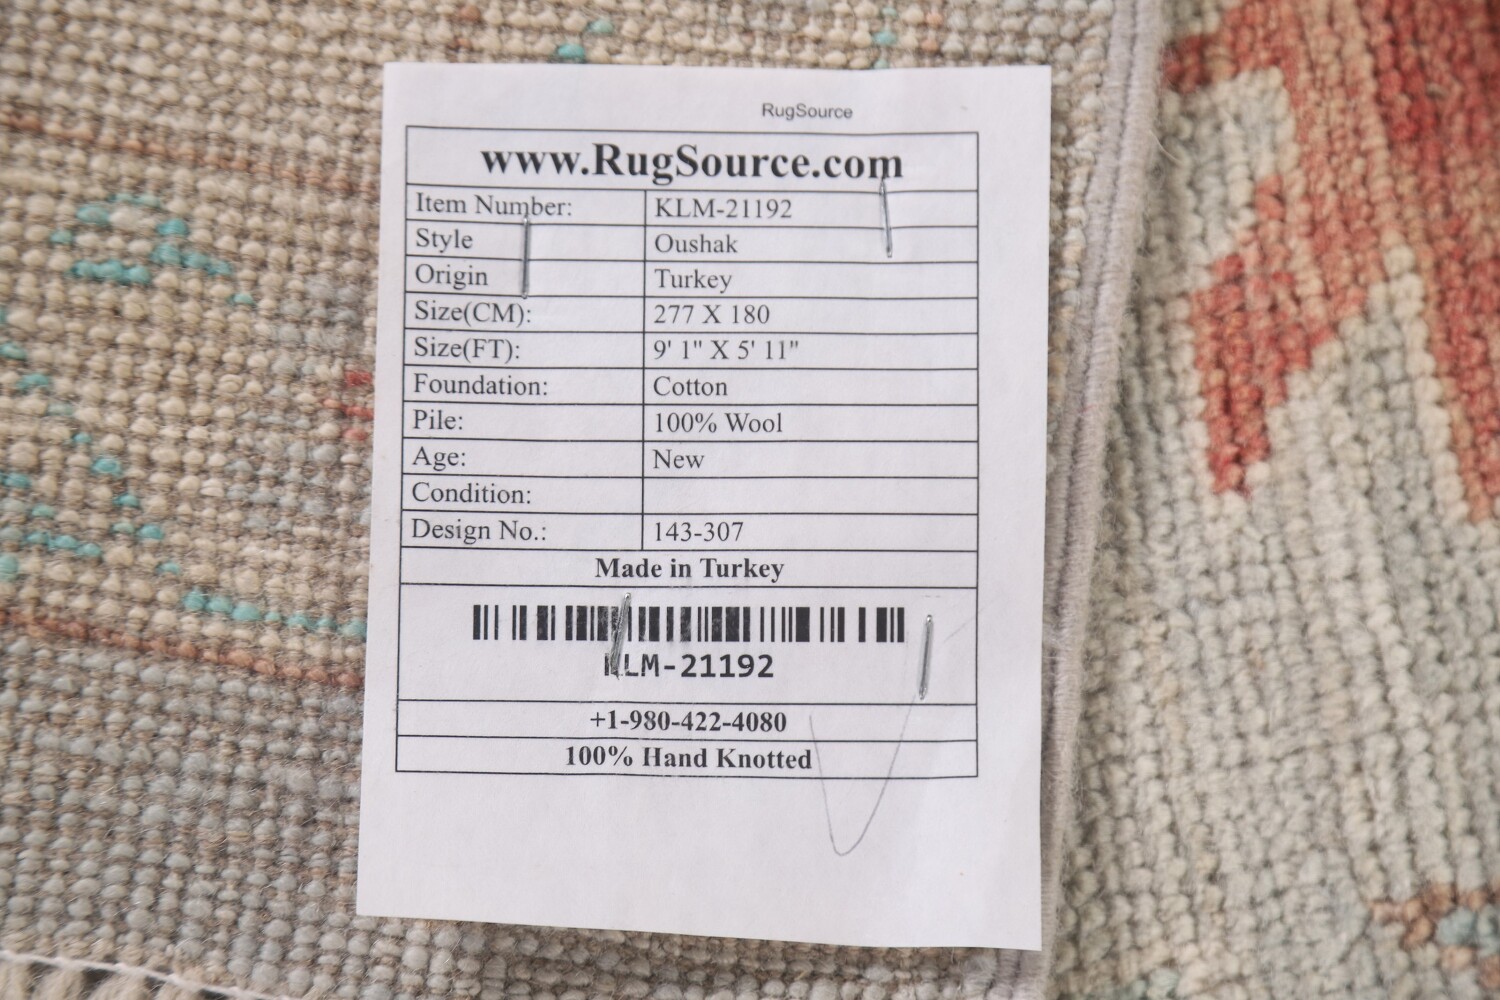 RugSource
www.RugSource.com
Item Number: KLM-21192
Style Oushak
Origin Turkey
Size(CM): 277 X 180
Size(FT): 9' 1" X 5' 11"
Foundation: Cotton
Pile: 100% Wool
Age: New
Condition:
Design No.: 143-307
Made in Turkey
KLM-21192
+1-980-422-4080
100% Hand Knotted